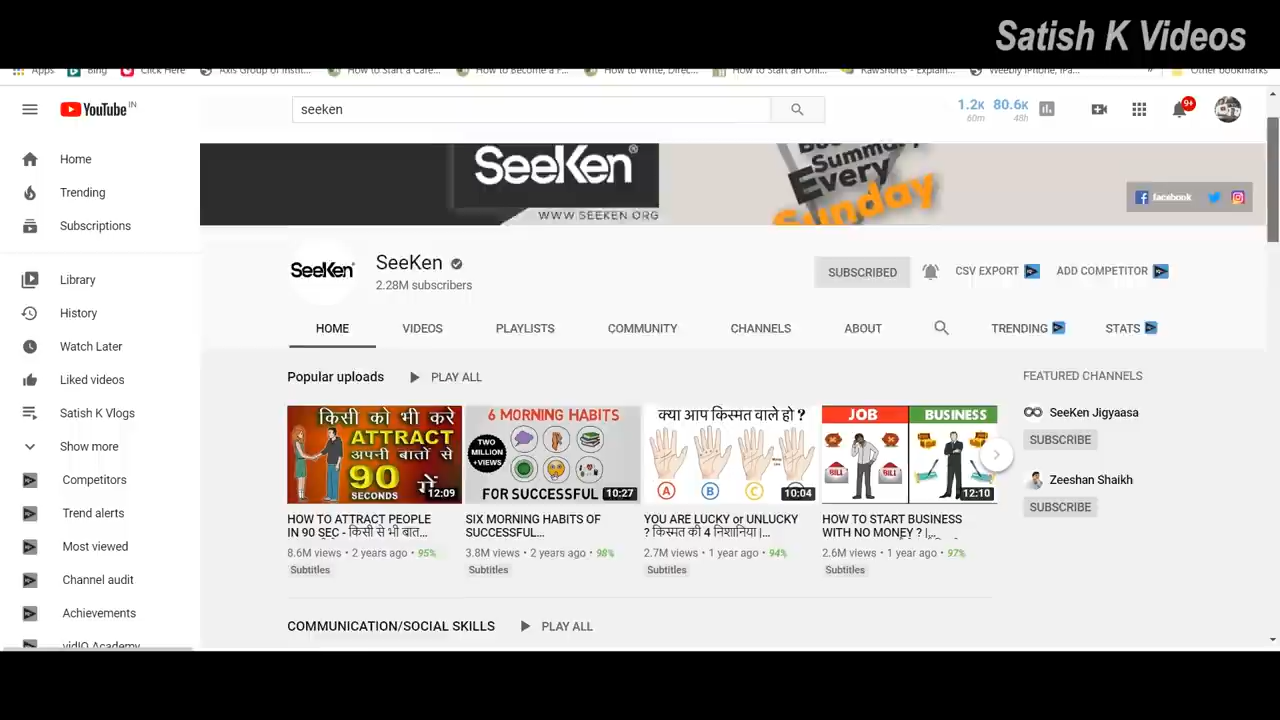 Satish K Videos
Apps Bing Click Here Axis Group of Instit... How to Start a Care... How to Become a F... How to Write, Direc... How to Start an Onl... RawShorts - Explain... Weebly iPhone, iPa... » Other bookmarks
YouTube IN seeken 1.2K 80.6K 9+
60m 48h
Home
Trending
Subscriptions
Library
History
Watch Later
Liked videos
Satish K Vlogs
Show more
Competitors
Trend alerts
Most viewed
Channel audit
Achievements
vidIQ Academy
SeeKen®
WWW.SEEKEN.ORG
Summary
Every
Sunday
facebook
SeeKen SeeKen
2.28M subscribers
SUBSCRIBED CSV EXPORT ADD COMPETITOR
HOME VIDEOS PLAYLISTS COMMUNITY CHANNELS ABOUT TRENDING STATS
Popular uploads PLAY ALL
किसी को भी करे
ATTRACT
अपनी बातों से
90 में
SECONDS
12:09
6 MORNING HABITS
TWO
MILLION
+VIEWS
FOR SUCCESSFUL
10:27
क्या आप किस्मत वाले हो ?
A B C
10:04
JOB BUSINESS
BILL BILL
12:10
HOW TO ATTRACT PEOPLE
IN 90 SEC - किसी से भी बात...
8.6M views • 2 years ago • 95%
Subtitles
SIX MORNING HABITS OF
SUCCESSFUL...
3.8M views • 2 years ago • 98%
Subtitles
YOU ARE LUCKY or UNLUCKY
? किस्मत की 4 निशानिया |...
2.7M views • 1 year ago • 94%
Subtitles
HOW TO START BUSINESS
WITH NO MONEY ? |...
2.6M views • 1 year ago • 97%
Subtitles
FEATURED CHANNELS
SeeKen Jigyaasa
SUBSCRIBE
Zeeshan Shaikh
SUBSCRIBE
COMMUNICATION/SOCIAL SKILLS PLAY ALL